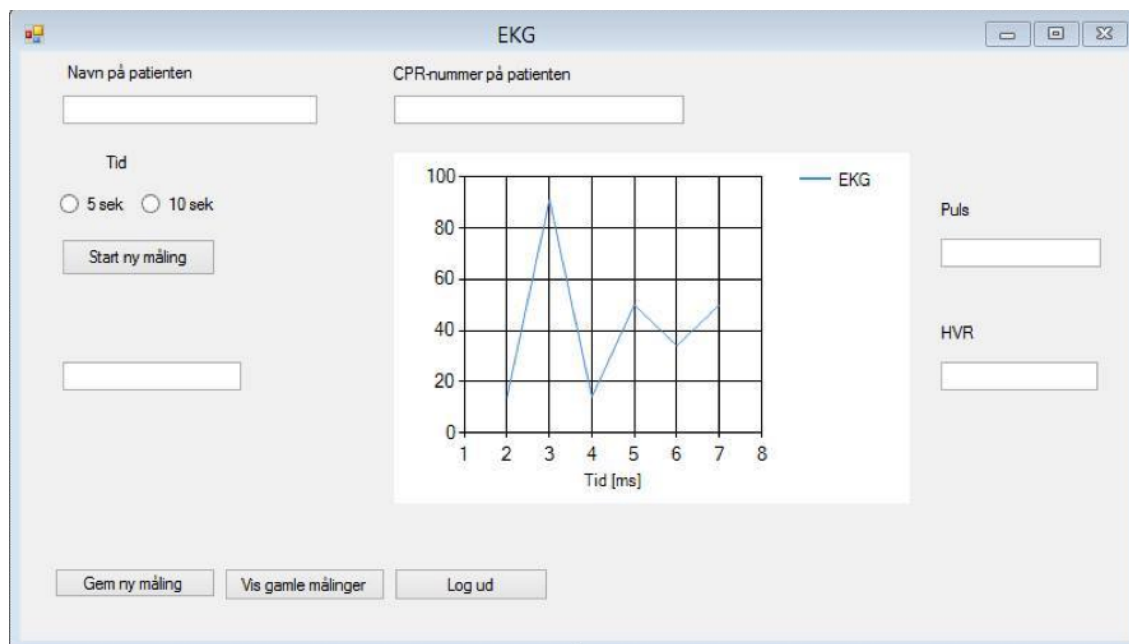 EKG
Navn på patienten
CPR-nummer på patienten
Tid
5 sek
10 sek
Start ny måling
100
80
60
40
20
0
1 2 3 4 5 6 7 8
Tid [ms]
EKG
Puls
HVR
Gem ny måling
Vis gamle målinger
Log ud